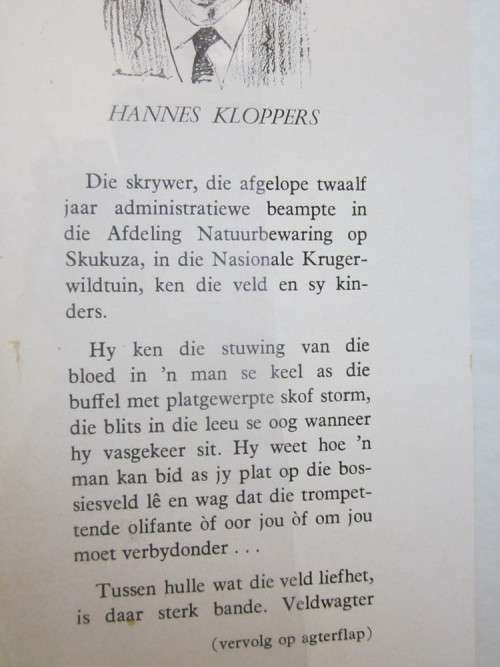 HANNES KLOPPERS
Die skrywer, die afgelope twaalf
jaar administratiewe beampte in
die Afdeling Natuurbewaring op
Skukuza, in die Nasionale Kruger-
wildtuin, ken die veld en sy kin-
ders.
Hy ken die stuwing van die
bloed in 'n man se keel as die
buffel met platgewerpte skof storm,
die blits in die leeu se oog wanneer
hy vasgekeer sit. Hy weet hoe 'n
man kan bid as jy plat op die bos-
siesveld lê en wag dat die trompet-
tende olifante òf oor jou òf om jou
moet verbydonder . . .
Tussen hulle wat die veld liefhet,
is daar sterk bande. Veldwagter
(vervolg op agterflap)